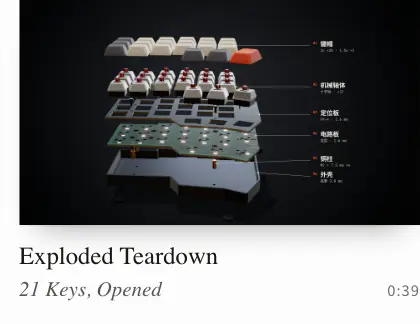 键帽
机械轴体
定位板
电路板
铜柱
外壳
Exploded Teardown
21 Keys, Opened
0:39